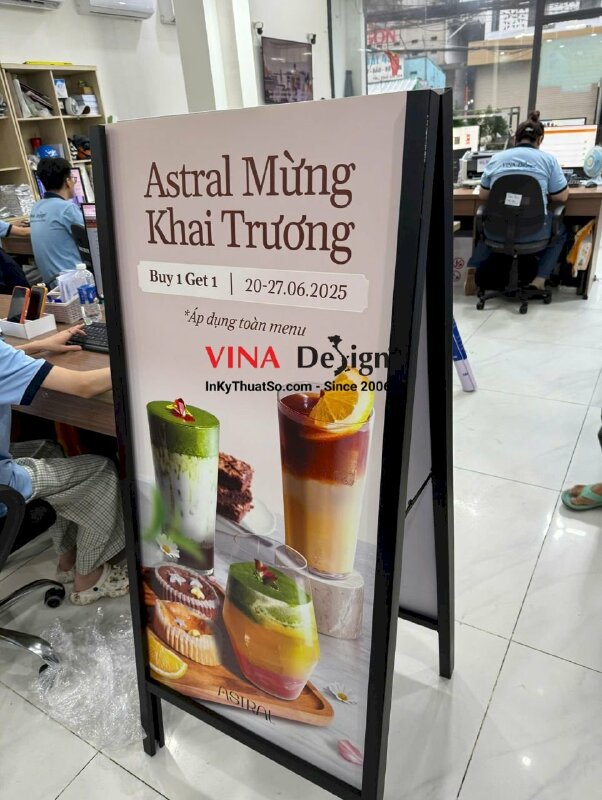 Astral Mừng
Khai Trương
Buy 1 Get 1 | 20-27.06.2025
*Áp dụng toàn menu
VINA Design
InKyThuatSo.com - Since 2006
ASTRAL